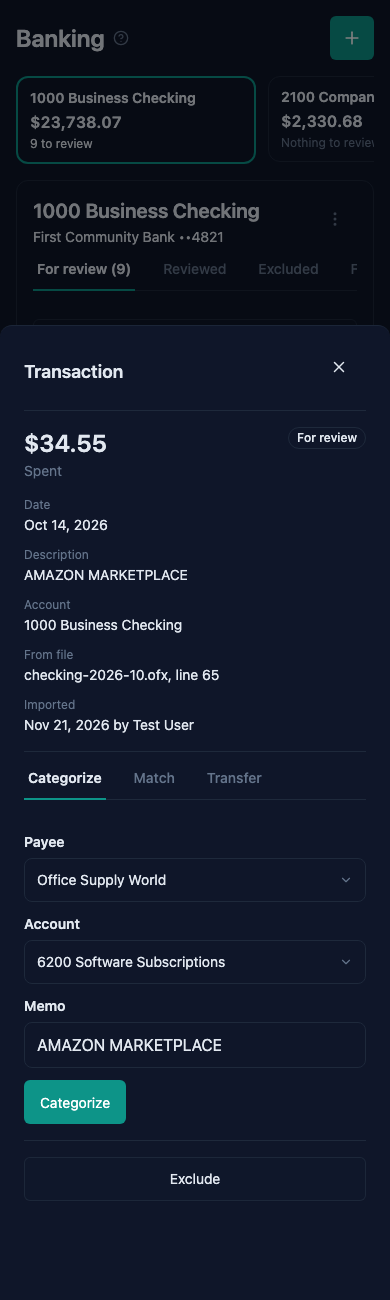 Banking
1000 Business Checking
$23,738.07
9 to review
2100 Compan
$2,330.68
Nothing to review
1000 Business Checking
First Community Bank ••4821
For review (9)
Reviewed
Excluded
F
Transaction
$34.55
For review
Spent
Date
Oct 14, 2026
Description
AMAZON MARKETPLACE
Account
1000 Business Checking
From file
checking-2026-10.ofx, line 65
Imported
Nov 21, 2026 by Test User
Categorize
Match
Transfer
Payee
Office Supply World
Account
6200 Software Subscriptions
Memo
AMAZON MARKETPLACE
Categorize
Exclude